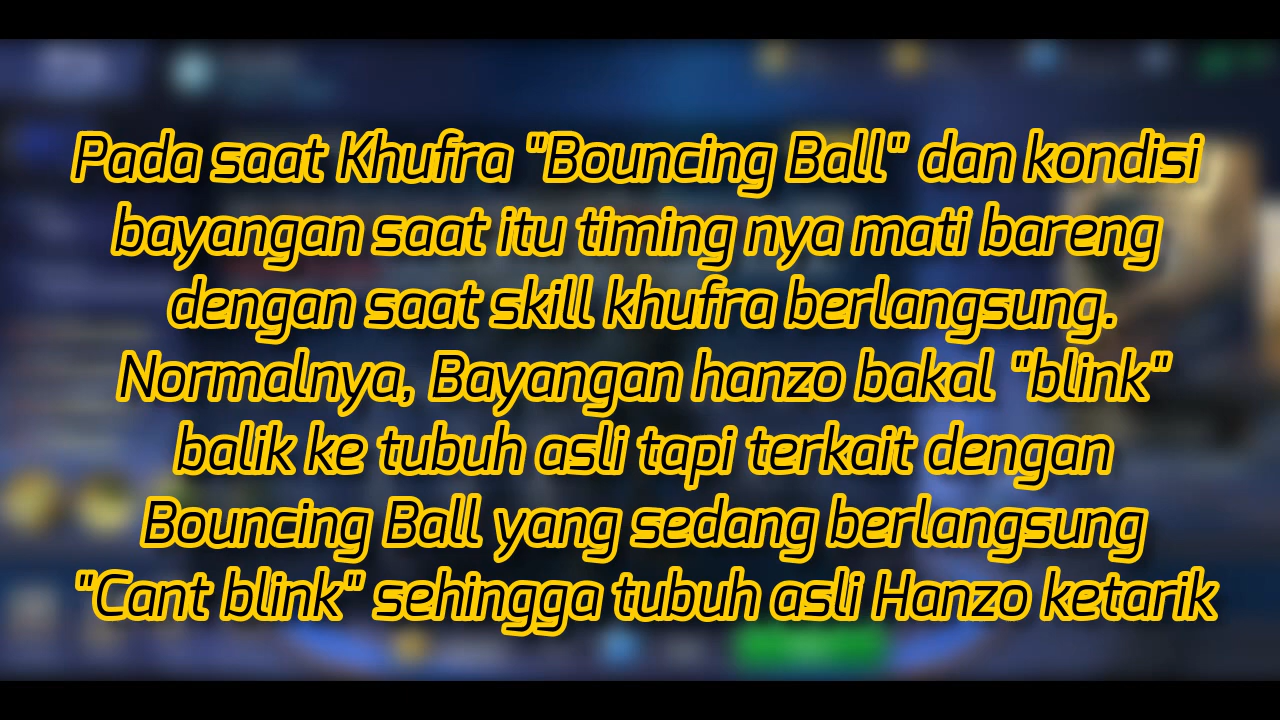 Pada saat Khufra "Bouncing Ball" dan kondisi
bayangan saat itu timing nya mati bareng
dengan saat skill khufra berlangsung.
Normalnya, Bayangan hanzo bakal "blink"
balik ke tubuh asli tapi terkait dengan
Bouncing Ball yang sedang berlangsung
"Cant blink" sehingga tubuh asli Hanzo ketarik